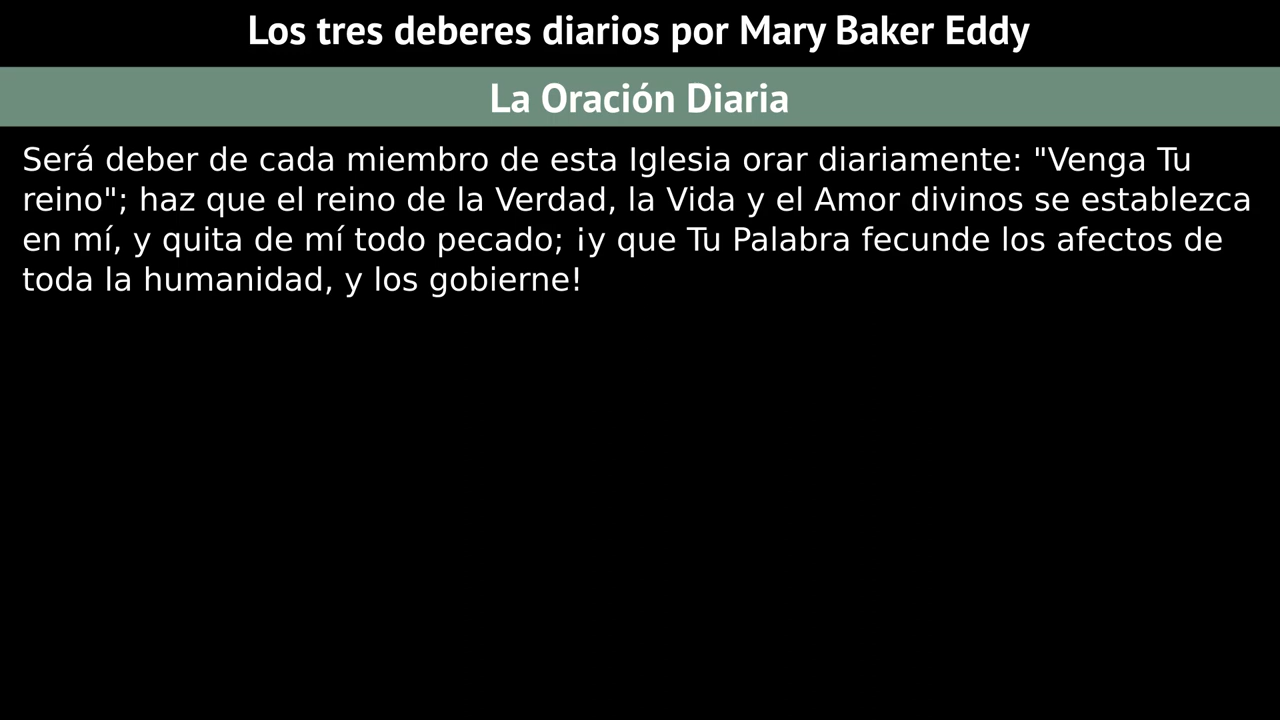 Los tres deberes diarios por Mary Baker Eddy
La Oración Diaria
Será deber de cada miembro de esta Iglesia orar diariamente: "Venga Tu
reino"; haz que el reino de la Verdad, la Vida y el Amor divinos se establezca
en mí, y quita de mí todo pecado; ¡y que Tu Palabra fecunde los afectos de
toda la humanidad, y los gobierne!